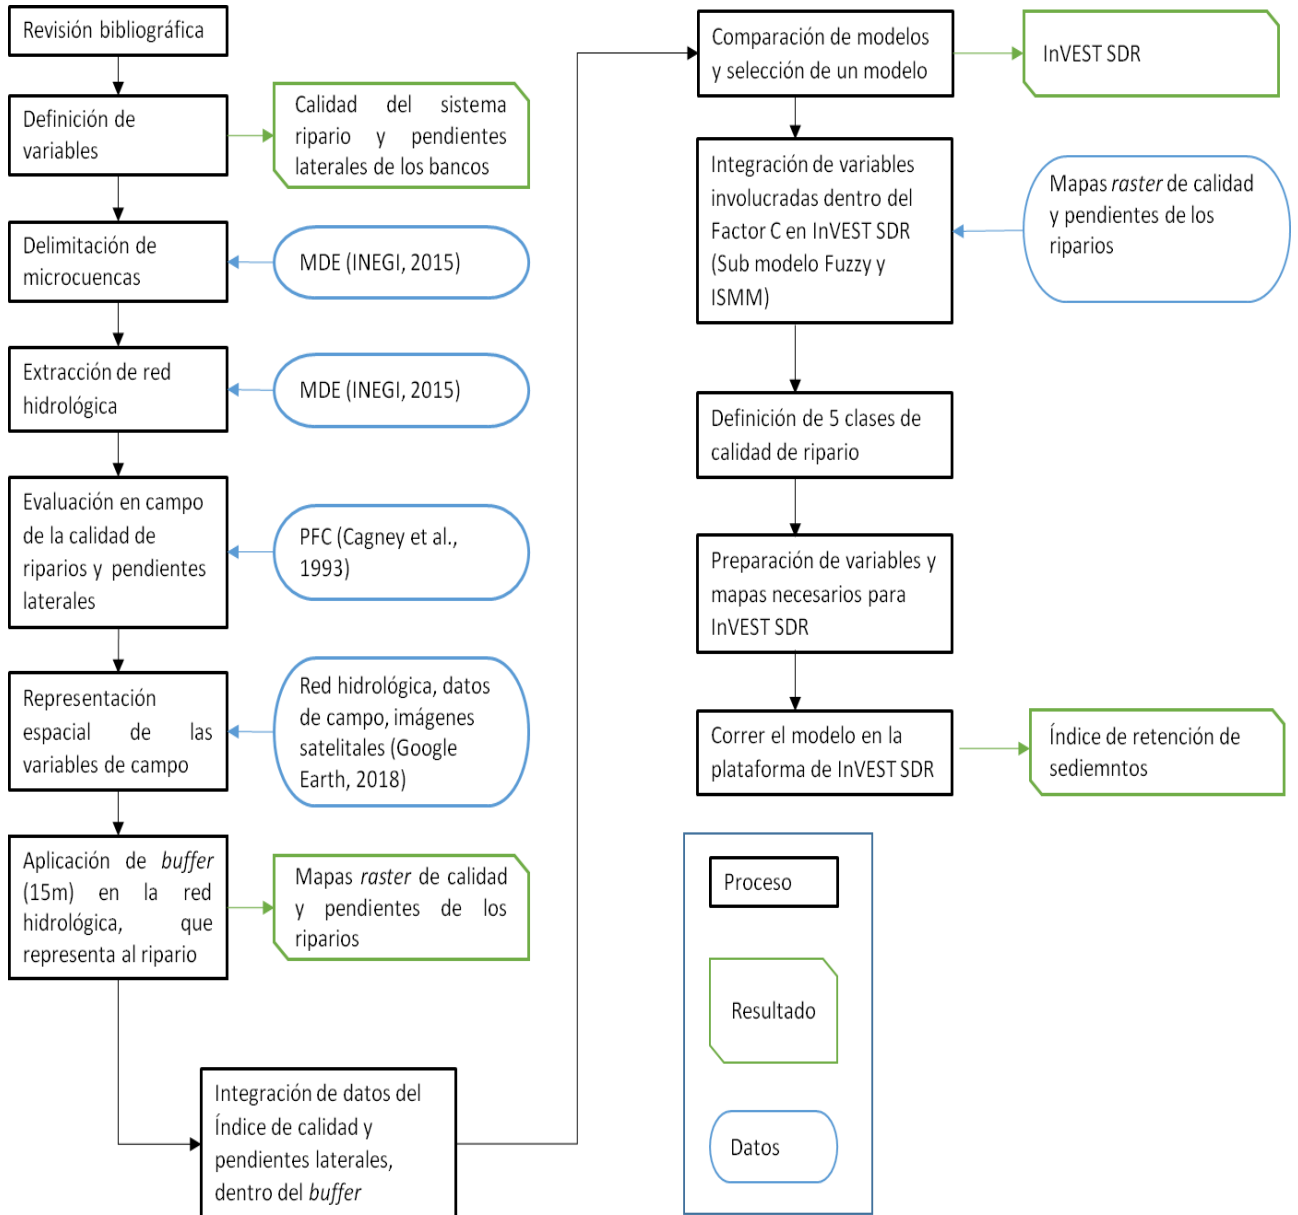 Revisión bibliográfica
Definición de
variables
Calidad del sistema
ripario y pendientes
laterales de los bancos
Delimitación de
microcuencas
MDE (INEGI, 2015)
Extracción de red
hidrológica
MDE (INEGI, 2015)
Evaluación en campo
de la calidad de
riparios y pendientes
laterales
PFC (Cagney et al.,
1993)
Representación
espacial de las
variables de campo
Red hidrológica, datos
de campo, imágenes
satelitales (Google
Earth, 2018)
Aplicación de buffer
(15m) en la red
hidrológica, que
representa al ripario
Mapas raster de calidad
y pendientes de los
riparios
Integración de datos del
Índice de calidad y
pendientes laterales,
dentro del buffer
Comparación de modelos
y selección de un modelo
InVEST SDR
Integración de variables
involucradas dentro del
Factor C en InVEST SDR
(Sub modelo Fuzzy y
ISMM)
Mapas raster de calidad
y pendientes de los
riparios
Definición de 5 clases de
calidad de ripario
Preparación de variables y
mapas necesarios para
InVEST SDR
Correr el modelo en la
plataforma de InVEST SDR
Índice de retención de
sediemntos
Proceso
Resultado
Datos